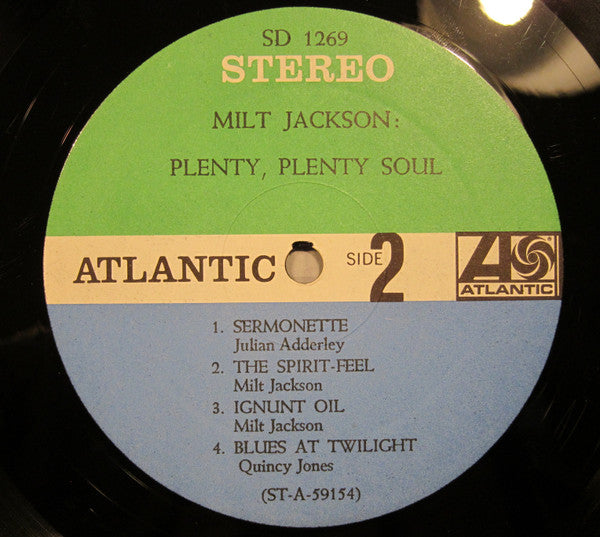 SD 1269
STEREO
MILT JACKSON:
PLENTY, PLENTY SOUL
ATLANTIC SIDE 2 ATLANTIC
1. SERMONETTE
Julian Adderley
2. THE SPIRIT-FEEL
Milt Jackson
3. IGNUNT OIL
Milt Jackson
4. BLUES AT TWILIGHT
Quincy Jones
(ST-A-59154)